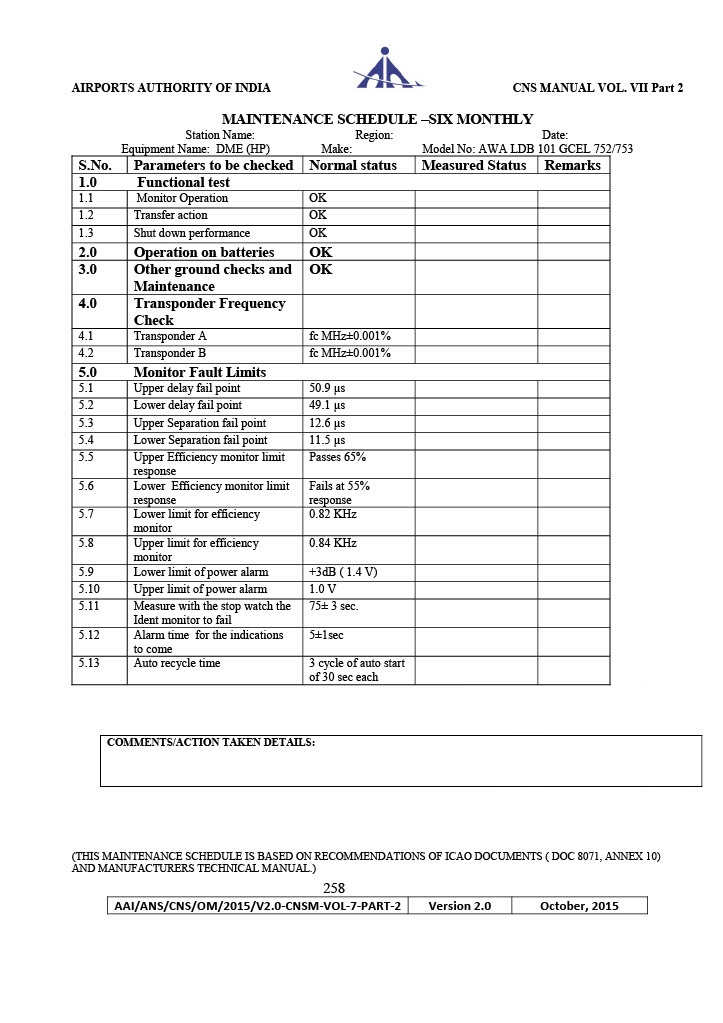 AIRPORTS AUTHORITY OF INDIA CNS MANUAL VOL. VII Part 2
MAINTENANCE SCHEDULE –SIX MONTHLY
Station Name: Region: Date:
Equipment Name: DME (HP) Make: Model No: AWA LDB 101 GCEL 752/753
S.No. Parameters to be checked Normal status Measured Status Remarks
1.0 Functional test
1.1 Monitor Operation OK
1.2 Transfer action OK
1.3 Shut down performance OK
2.0 Operation on batteries OK
3.0 Other ground checks and OK
Maintenance
4.0 Transponder Frequency
Check
4.1 Transponder A fc MHz±0.001%
4.2 Transponder B fc MHz±0.001%
5.0 Monitor Fault Limits
5.1 Upper delay fail point 50.9 μs
5.2 Lower delay fail point 49.1 μs
5.3 Upper Separation fail point 12.6 μs
5.4 Lower Separation fail point 11.5 μs
5.5 Upper Efficiency monitor limit Passes 65%
response
5.6 Lower Efficiency monitor limit Fails at 55%
response response
5.7 Lower limit for efficiency 0.82 KHz
monitor
5.8 Upper limit for efficiency 0.84 KHz
monitor
5.9 Lower limit of power alarm +3dB ( 1.4 V)
5.10 Upper limit of power alarm 1.0 V
5.11 Measure with the stop watch the 75± 3 sec.
Ident monitor to fail
5.12 Alarm time for the indications 5±1sec
to come
5.13 Auto recycle time 3 cycle of auto start
of 30 sec each
COMMENTS/ACTION TAKEN DETAILS:
(THIS MAINTENANCE SCHEDULE IS BASED ON RECOMMENDATIONS OF ICAO DOCUMENTS ( DOC 8071, ANNEX 10)
AND MANUFACTURERS TECHNICAL MANUAL.)
258
AAI/ANS/CNS/OM/2015/V2.0-CNSM-VOL-7-PART-2 Version 2.0 October, 2015